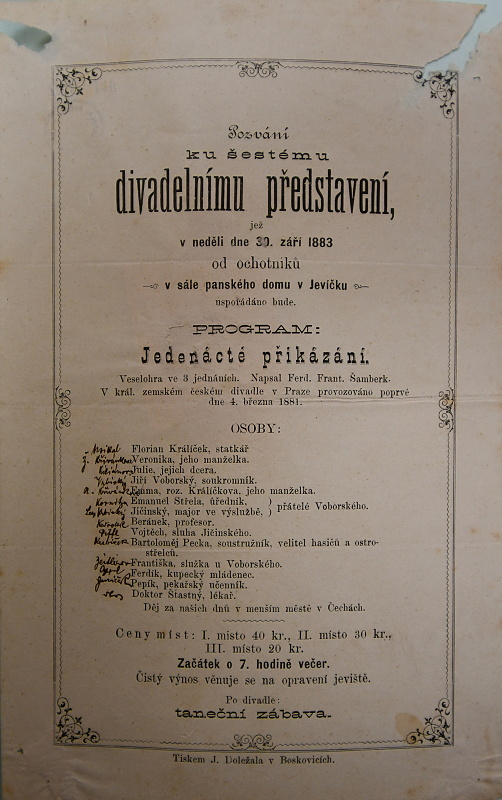 Pozvání
ku šestému
divadelnímu představení,
jež
v neděli dne 30. září 1883
od ochotníků
v sále panského domu v Jevíčku
uspořádáno bude.
PROGRAM:
Jedenácté přikázání.
Veselohra ve 3 jednáních. Napsal Ferd. Frant. Šamberk.
V král. zemském českém divadle v Praze provozováno poprvé
dne 4. března 1881.
OSOBY:
Florian Králíček, statkář
Veronika, jeho manželka.
Julie, jejich dcera.
Jiří Voborský, soukromník.
Emma, roz. Králíčkova, jeho manželka.
Emanuel Střela, úředník,
Jičínský, major ve výslužbě, } přátelé Voborského.
Beránek, profesor.
Vojtěch, sluha Jičínského.
Bartoloměj Pecka, soustružník, velitel hasičů a ostro-
střelců.
Františka, služka u Voborského.
Ferdík, kupecký mládenec.
Pepík, pekařský učenník.
Doktor Šťastný, lékař.
Děj za našich dnů v menším městě v Čechách.
Ceny míst: I. místo 40 kr., II. místo 30 kr.,
III. místo 20 kr.
Začátek o 7. hodině večer.
Čistý výnos věnuje se na opravení jeviště.
Po divadle:
taneční zábava.
Tiskem J. Doležala v Boskovicích.